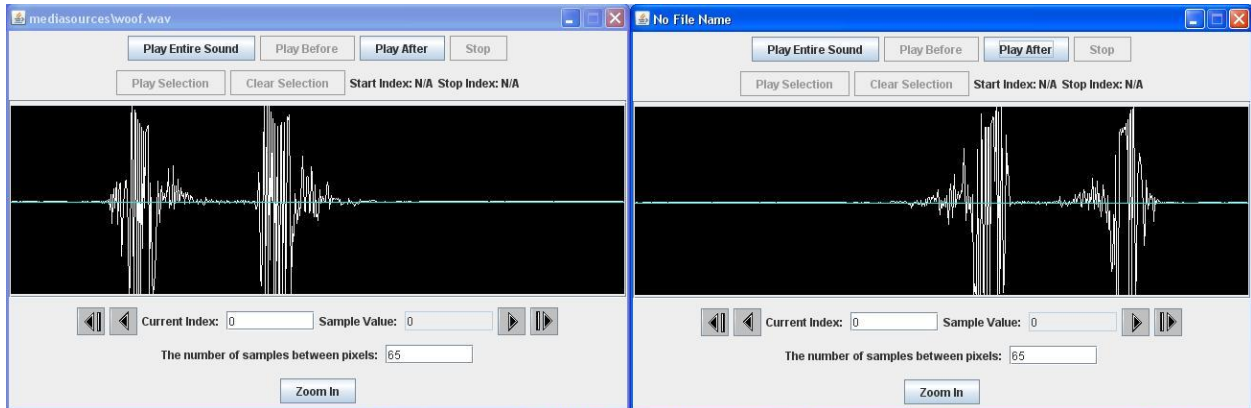 mediasources\woof.wav
Play Entire Sound Play Before Play After Stop
Play Selection Clear Selection Start Index: N/A Stop Index: N/A
Current Index: 0 Sample Value: 0
The number of samples between pixels: 65
Zoom In
No File Name
Play Entire Sound Play Before Play After Stop
Play Selection Clear Selection Start Index: N/A Stop Index: N/A
Current Index: 0 Sample Value: 0
The number of samples between pixels: 65
Zoom In